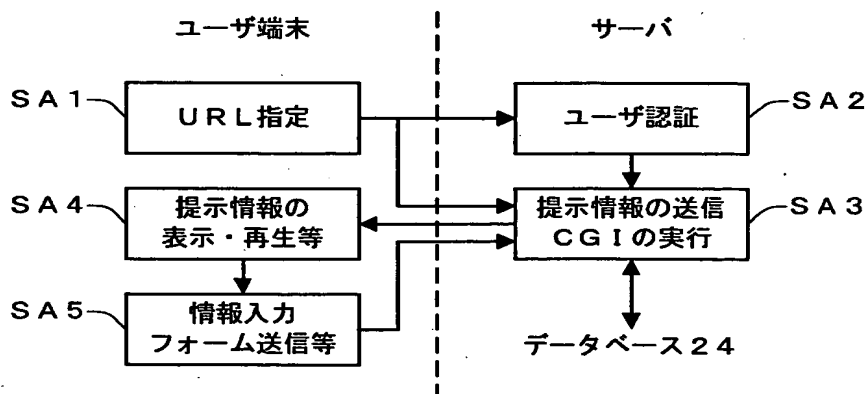 ユーザ端末
サーバ
SA1
URL指定
ユーザ認証
SA2
SA4
提示情報の
表示・再生等
提示情報の送信
CGIの実行
SA3
SA5
情報入力
フォーム送信等
データベース24